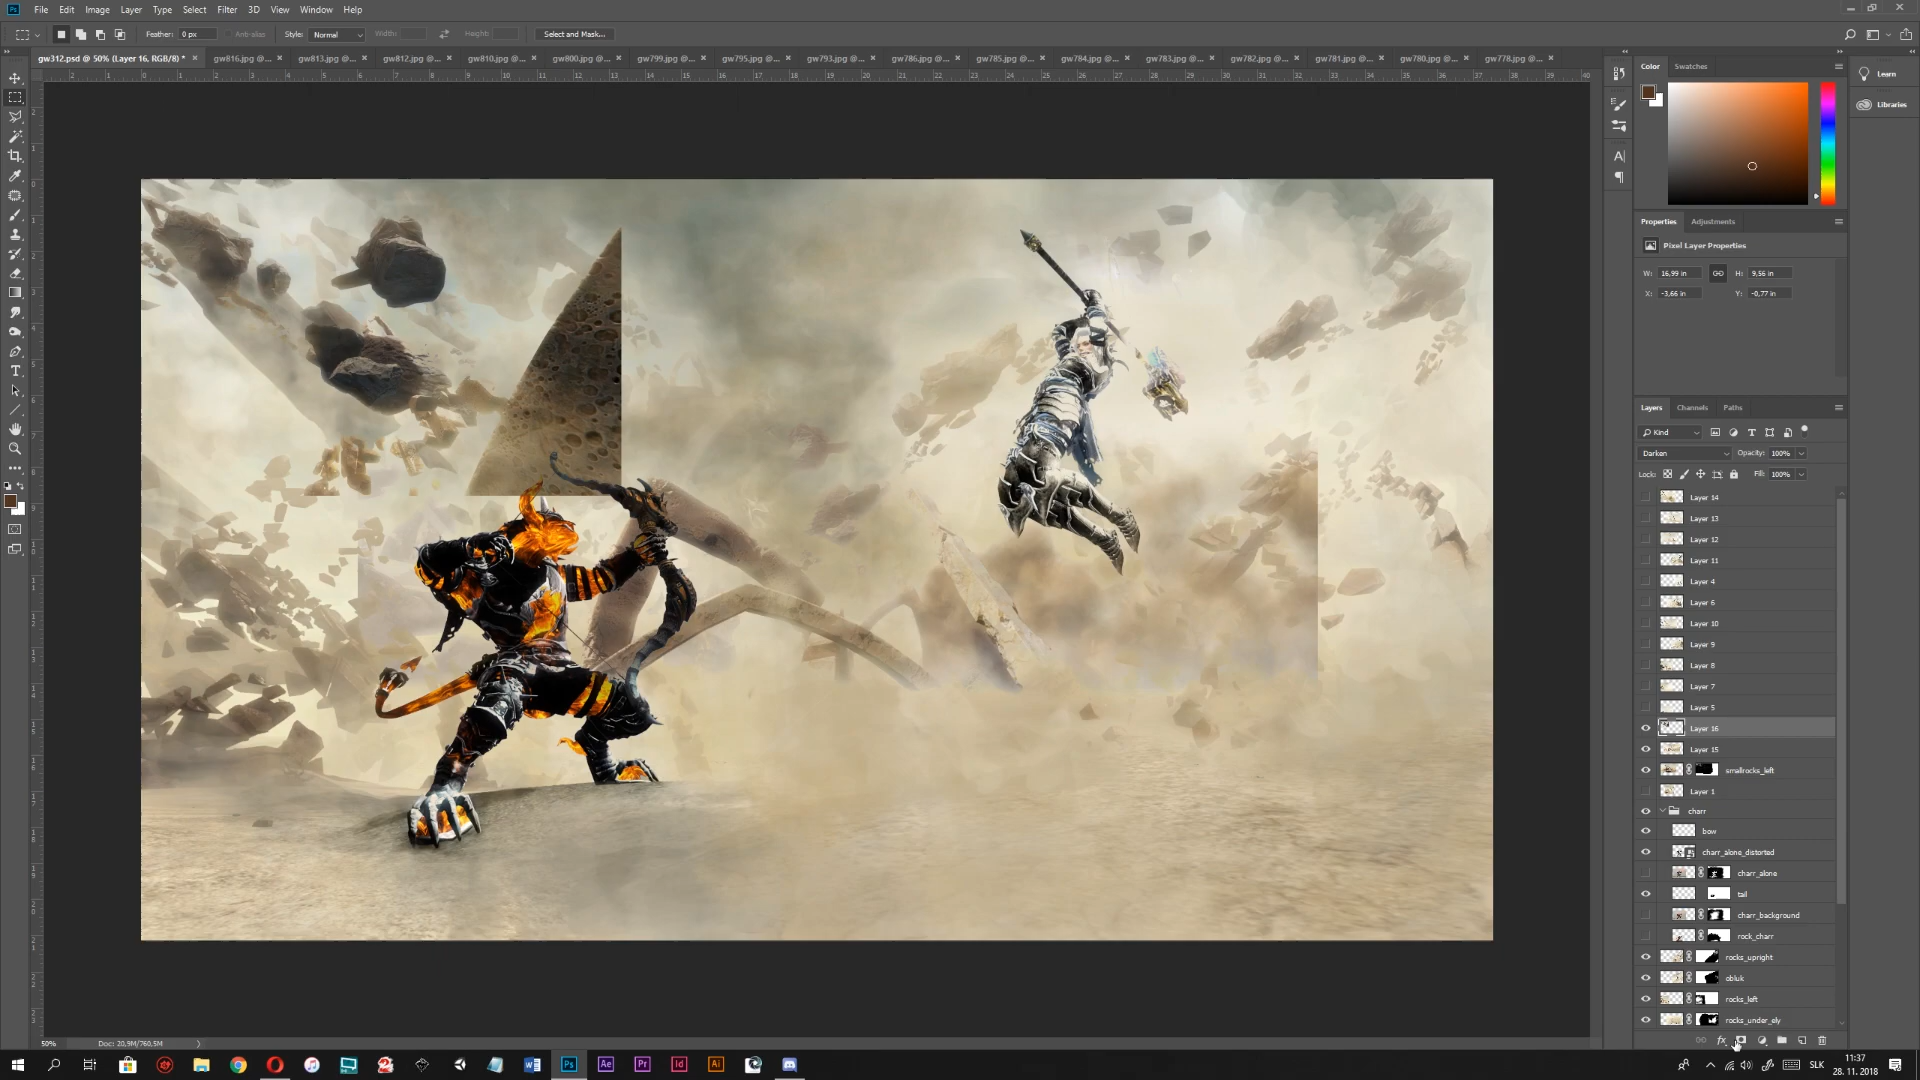 Ps File Edit Image Layer Type Select Filter 3D View Window Help
Feather: 0 px Anti-alias Style: Normal Width: Height: Select and Mask...
gw312.psd @ 50% (Layer 16, RGB/8) * × gw816.jpg @... × gw813.jpg @... × gw812.jpg @... × gw810.jpg @... × gw800.jpg @... × gw799.jpg @... × gw795.jpg @... × gw793.jpg @... × gw786.jpg @... × gw785.jpg @... × gw784.jpg @... × gw783.jpg @... × gw782.jpg @... × gw781.jpg @... × gw780.jpg @... × gw778.jpg @... ×
Color Swatches
Learn
Libraries
Properties Adjustments
Pixel Layer Properties
W: 16,99 in H: 9,56 in
X: -3,66 in Y: -0,77 in
Layers Channels Paths
Kind
Darken Opacity: 100%
Lock: Fill: 100%
Layer 14
Layer 13
Layer 12
Layer 11
Layer 4
Layer 6
Layer 10
Layer 9
Layer 8
Layer 7
Layer 5
Layer 16
Layer 15
smallrocks_left
Layer 1
charr
bow
charr_alone_distorted
charr_alone
tail
charr_background
rock_charr
rocks_upright
obluk
rocks_left
rocks_under_ely
fx
50% Doc: 20,9M/760,5M
W Ps Ae Pr Id Ai
SLK
11:37
28. 11. 2018